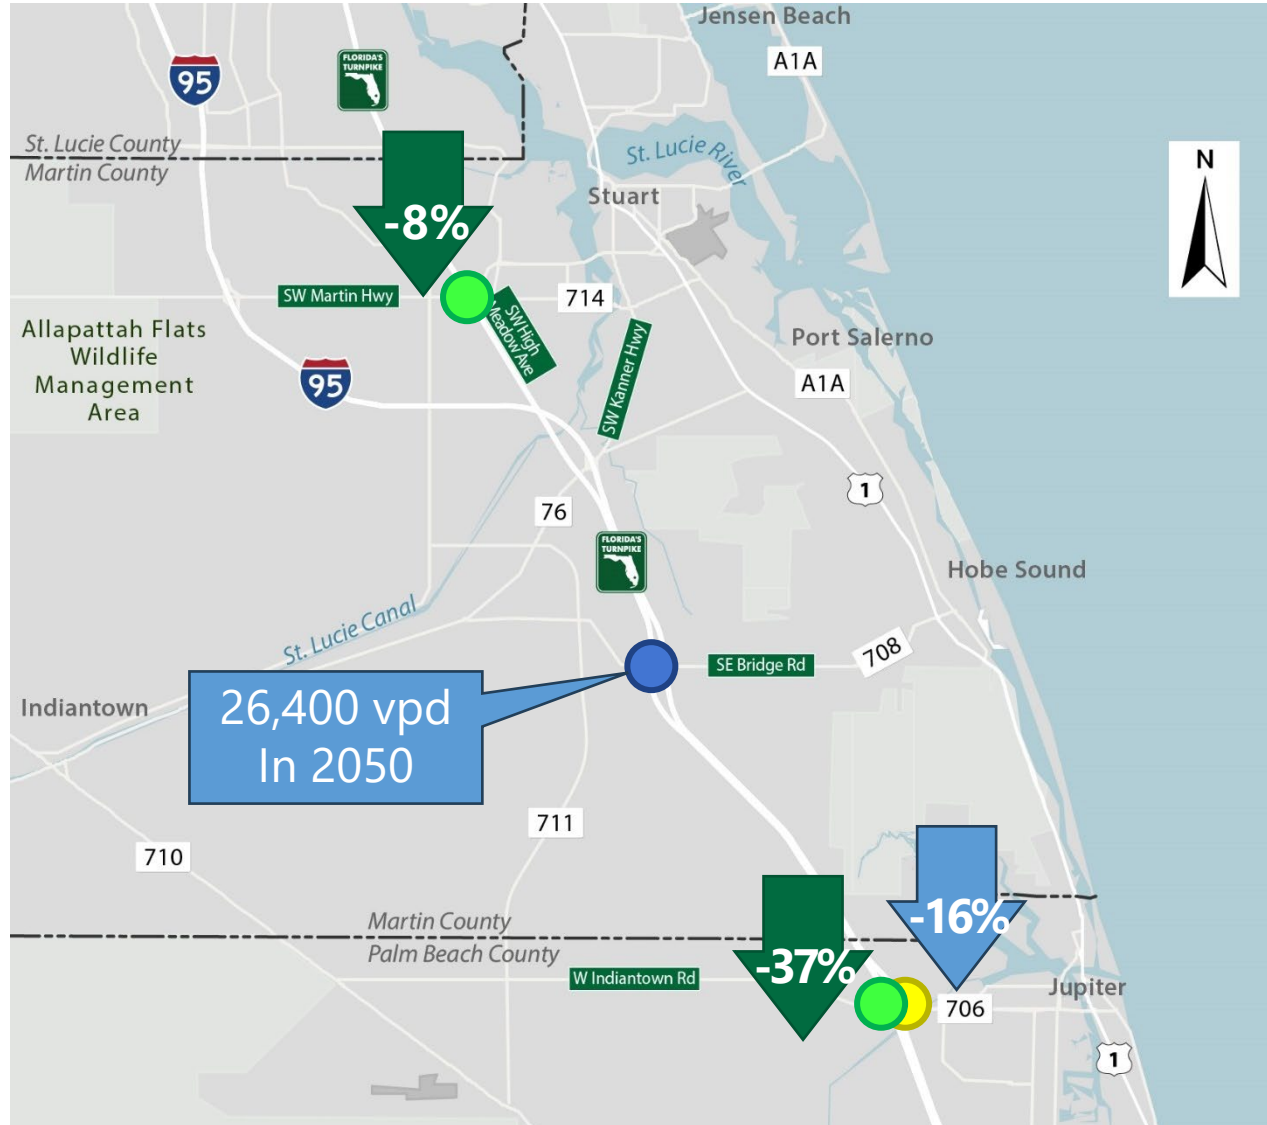 Jensen Beach
A1A
95
FLORIDA'S
TURNPIKE
St. Lucie County
Martin County
St. Lucie River
N
Stuart
-8%
SW Martin Hwy
714
SW High
Meadow Ave
SW Kanner Hwy
Allapattah Flats
Wildlife
Management
Area
95
Port Salerno
A1A
1
76
FLORIDA'S
TURNPIKE
Hobe Sound
St. Lucie Canal
708
SE Bridge Rd
Indiantown
26,400 vpd
In 2050
711
710
Martin County
Palm Beach County
-16%
-37%
W Indiantown Rd
706
Jupiter
1